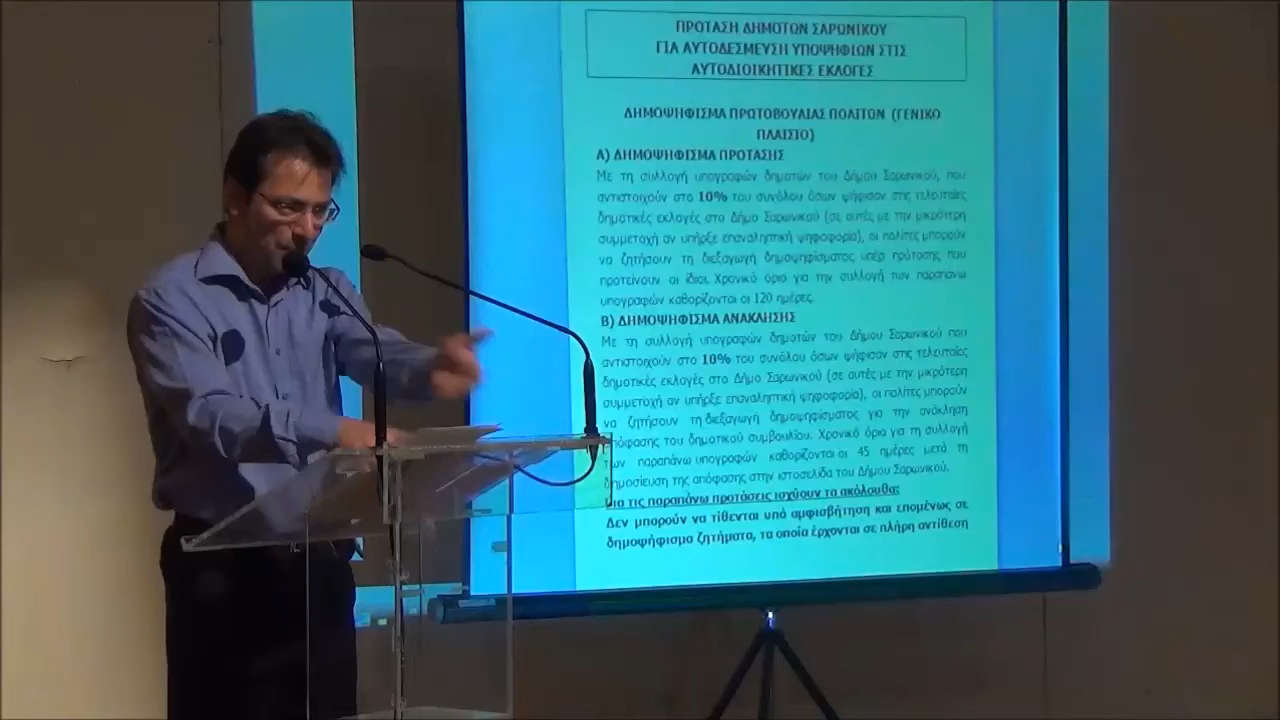 ΠΡΟΤΑΣΗ ΔΗΜΟΤΩΝ ΣΑΡΩΝΙΚΟΥ
ΓΙΑ ΑΥΤΟΔΕΣΜΕΥΣΗ ΥΠΟΨΗΦΙΩΝ ΣΤΙΣ
ΑΥΤΟΔΙΟΙΚΗΤΙΚΕΣ ΕΚΛΟΓΕΣ
ΔΗΜΟΨΗΦΙΣΜΑ ΠΡΩΤΟΒΟΥΛΙΑΣ ΠΟΛΙΤΩΝ (ΓΕΝΙΚΟ
ΠΛΑΙΣΙΟ)
Α) ΔΗΜΟΨΗΦΙΣΜΑ ΠΡΟΤΑΣΗΣ
Με τη συλλογή υπογραφών δημοτών του Δήμου Σαρωνικού, που
αντιστοιχούν στο 10% του συνόλου όσων ψήφισαν στις τελευταίες
δημοτικές εκλογές στο Δήμο Σαρωνικού (σε αυτές με την μικρότερη
συμμετοχή αν υπήρξε επαναληπτική ψηφοφορία), οι πολίτες μπορούν
να ζητήσουν τη διεξαγωγή δημοψηφίσματος υπέρ πρότασης που
προτείνουν οι ίδιοι. Χρονικό όριο για την συλλογή των παραπάνω
υπογραφών καθορίζονται οι 120 ημέρες.
Β) ΔΗΜΟΨΗΦΙΣΜΑ ΑΝΑΚΛΗΣΗΣ
Με τη συλλογή υπογραφών δημοτών του Δήμου Σαρωνικού που
αντιστοιχούν στο 10% του συνόλου όσων ψήφισαν στις τελευταίες
δημοτικές εκλογές στο Δήμο Σαρωνικού (σε αυτές με την μικρότερη
συμμετοχή αν υπήρξε επαναληπτική ψηφοφορία), οι πολίτες μπορούν
να ζητήσουν τη διεξαγωγή δημοψηφίσματος για την ανάκληση
απόφασης του δημοτικού συμβουλίου. Χρονικό όριο για τη συλλογή
των παραπάνω υπογραφών καθορίζονται οι 45 ημέρες μετά τη
δημοσίευση της απόφασης στην ιστοσελίδα του Δήμου Σαρωνικού.
Για τις παραπάνω προτάσεις ισχύουν τα ακόλουθα:
Δεν μπορούν να τίθενται υπό αμφισβήτηση και επομένως σε
δημοψήφισμα ζητήματα, τα οποία έρχονται σε πλήρη αντίθεση